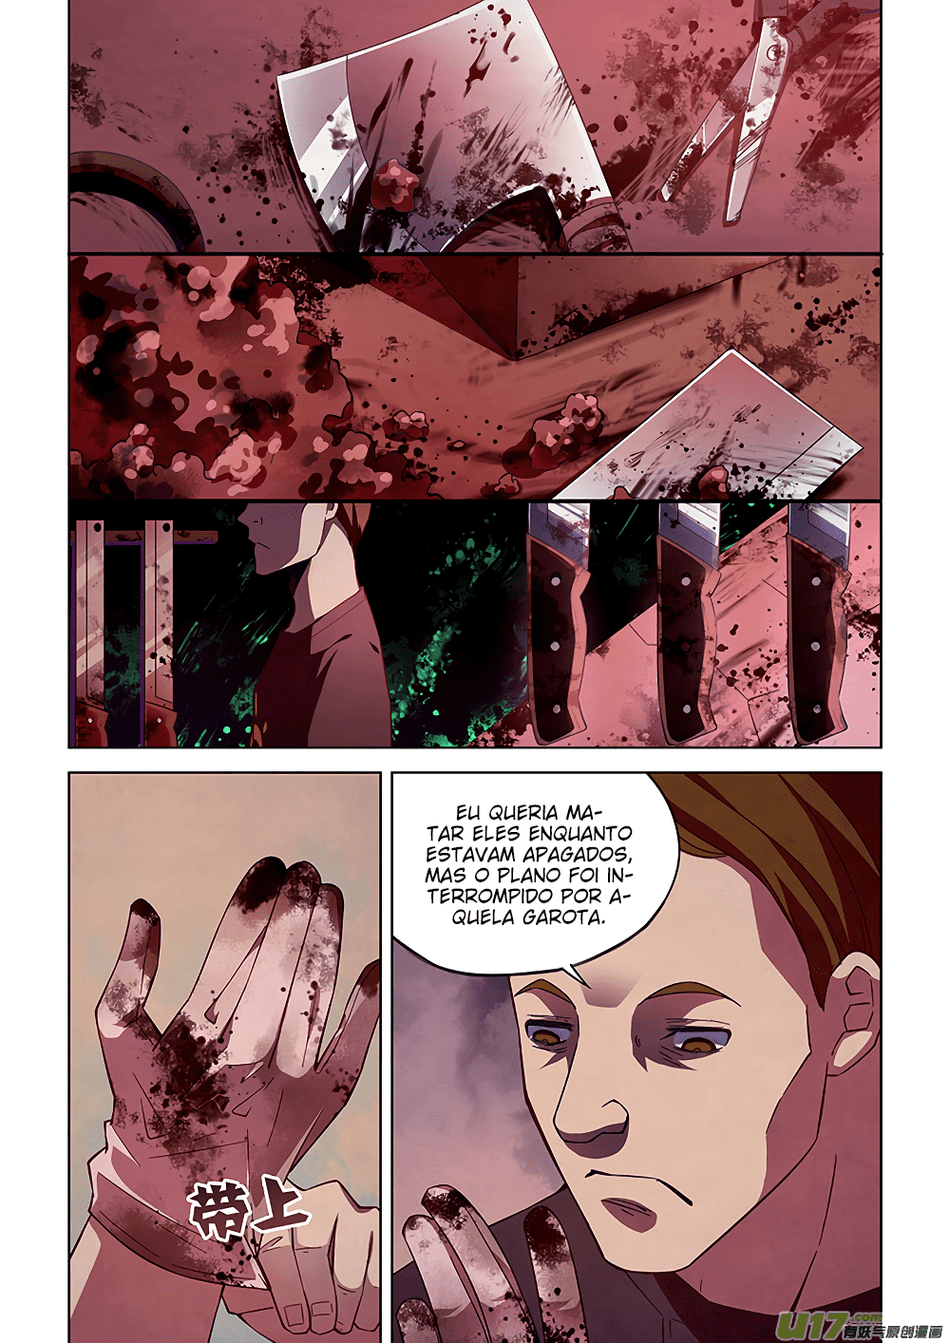 EU QUERIA MA-
TAR ELES ENQUANTO
ESTAVAM APAGADOS,
MAS O PLANO FOI IN-
TERROMPIDO POR A-
QUELA GAROTA.
带上
U17.COM
有妖气原创漫画